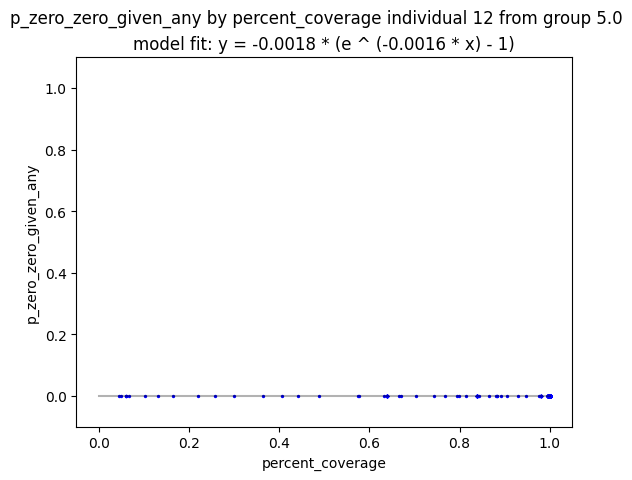 p_zero_zero_given_any by percent_coverage individual 12 from group 5.0
model fit: y = -0.0018 * (e ^ (-0.0016 * x) - 1)
1.0
0.8
0.6
0.4
0.2
0.0
p_zero_zero_given_any
0.0 0.2 0.4 0.6 0.8 1.0
percent_coverage